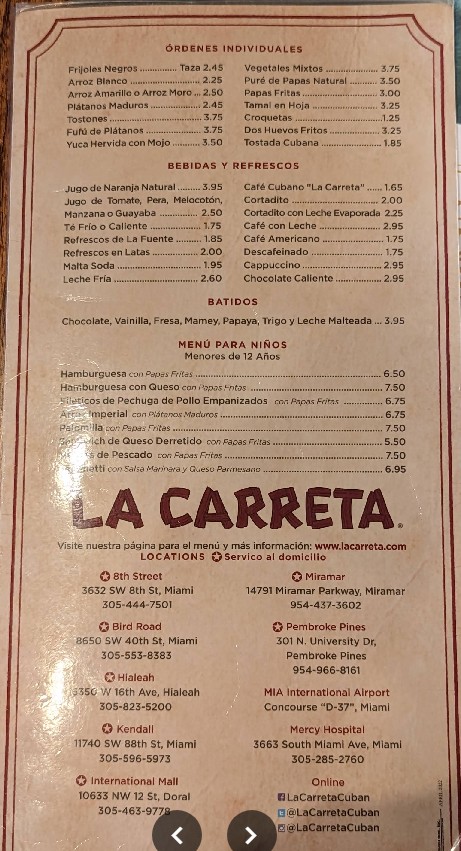 ÓRDENES INDIVIDUALES
Frijoles Negros ............. Taza 2.45
Arroz Blanco ........................ 2.25
Arroz Amarillo o Arroz Moro ... 2.50
Plátanos Maduros ................. 2.45
Tostones .............................. 3.75
Fufú de Plátanos .................. 3.75
Yuca Hervida con Mojo .......... 3.50
Vegetales Mixtos .................. 3.75
Puré de Papas Natural .......... 3.50
Papas Fritas ......................... 3.00
Tamal en Hoja ...................... 3.25
Croquetas ............................ 1.25
Dos Huevos Fritos ................ 3.25
Tostada Cubana ................... 1.85
BEBIDAS Y REFRESCOS
Jugo de Naranja Natural ........ 3.95
Jugo de Tomate, Pera, Melocotón,
Manzana o Guayaba ............. 2.50
Té Frío o Caliente ................. 1.75
Refrescos de La Fuente ......... 1.85
Refrescos en Latas ............... 2.00
Malta Soda .......................... 1.95
Leche Fría ............................ 2.60
Café Cubano "La Carreta" ...... 1.65
Cortadito ............................. 2.00
Cortadito con Leche Evaporada 2.25
Café con Leche .................... 2.95
Café Americano ................... 1.75
Descafeinado ....................... 1.75
Cappuccino .......................... 2.95
Chocolate Caliente ............... 2.95
BATIDOS
Chocolate, Vainilla, Fresa, Mamey, Papaya, Trigo y Leche Malteada ... 3.95
MENÚ PARA NIÑOS
Menores de 12 Años
Hamburguesa con Papas Fritas ........................ 6.50
Hamburguesa con Queso con Papas Fritas ........................ 7.50
de Pechuga de Pollo Empanizados con Papas Fritas ............ 6.75
Imperial con Plátanos Maduros ........................ 6.75
Palomilla con Papas Fritas ........................ 7.50
de Queso Derretido con Papas Fritas ........................ 5.50
de Pescado con Papas Fritas ........................ 7.50
con Salsa Marinara y Queso Parmesano ........................ 6.95
LA CARRETA®
Visite nuestra página para el menú y más información: www.lacarreta.com
LOCATIONS Servico al domicilio
8th Street
3632 SW 8th St, Miami
305-444-7501
Bird Road
8650 SW 40th St, Miami
305-553-8383
Hialeah
W 16th Ave, Hialeah
305-823-5200
Kendall
11740 SW 88th St, Miami
305-596-5973
International Mall
10633 NW 12 St, Doral
305-463-9778
Miramar
14791 Miramar Parkway, Miramar
954-437-3602
Pembroke Pines
301 N. University Dr,
Pembroke Pines
954-966-8161
MIA International Airport
Concourse "D-37", Miami
Mercy Hospital
3663 South Miami Ave, Miami
305-285-2760
Online
LaCarretaCuban
@LaCarretaCuban
@LaCarretaCuban